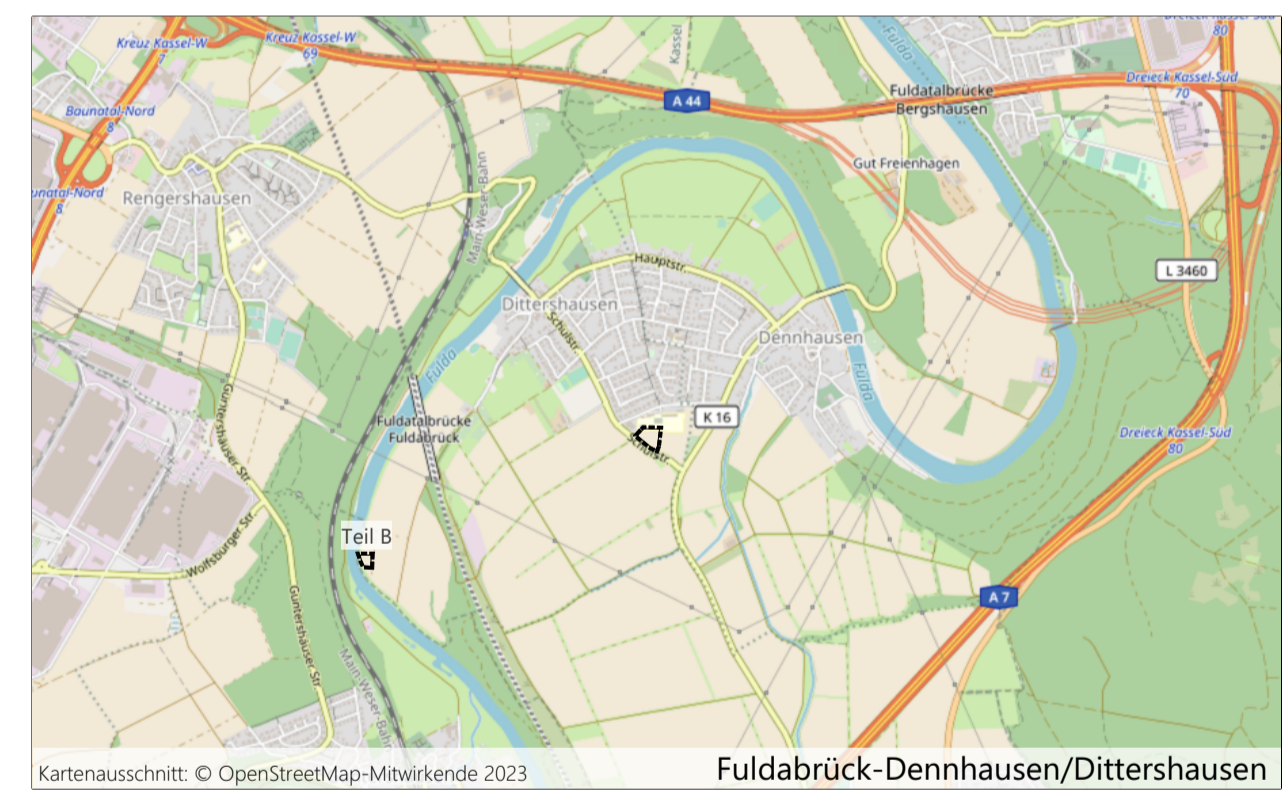 Dreieck Kassel-Süd
80
Kreuz Kassel-W
7
Kreuz Kassel-W
69
Kassel
Fulda
A 44
Fuldatalbrücke
Bergshausen
Dreieck Kassel-Süd
70
Baunatal-Nord
8
Gut Freienhagen
Main-Weser-Bahn
unatal-Nord
8
Rengershausen
Hauptstr.
L 3460
Dittershausen
Schulstr.
Dennhausen
Fulda
Fulda
Guntershäuser Str.
Fuldatalbrücke
Fuldabrück
K 16
Schulstr.
Dreieck Kassel-Süd
80
Wolfsburger Str.
Teil B
Guntershäuser Str.
A 7
Main-Weser-Bahn
Kartenausschnitt: © OpenStreetMap-Mitwirkende 2023
Fuldabrück-Dennhausen/Dittershausen